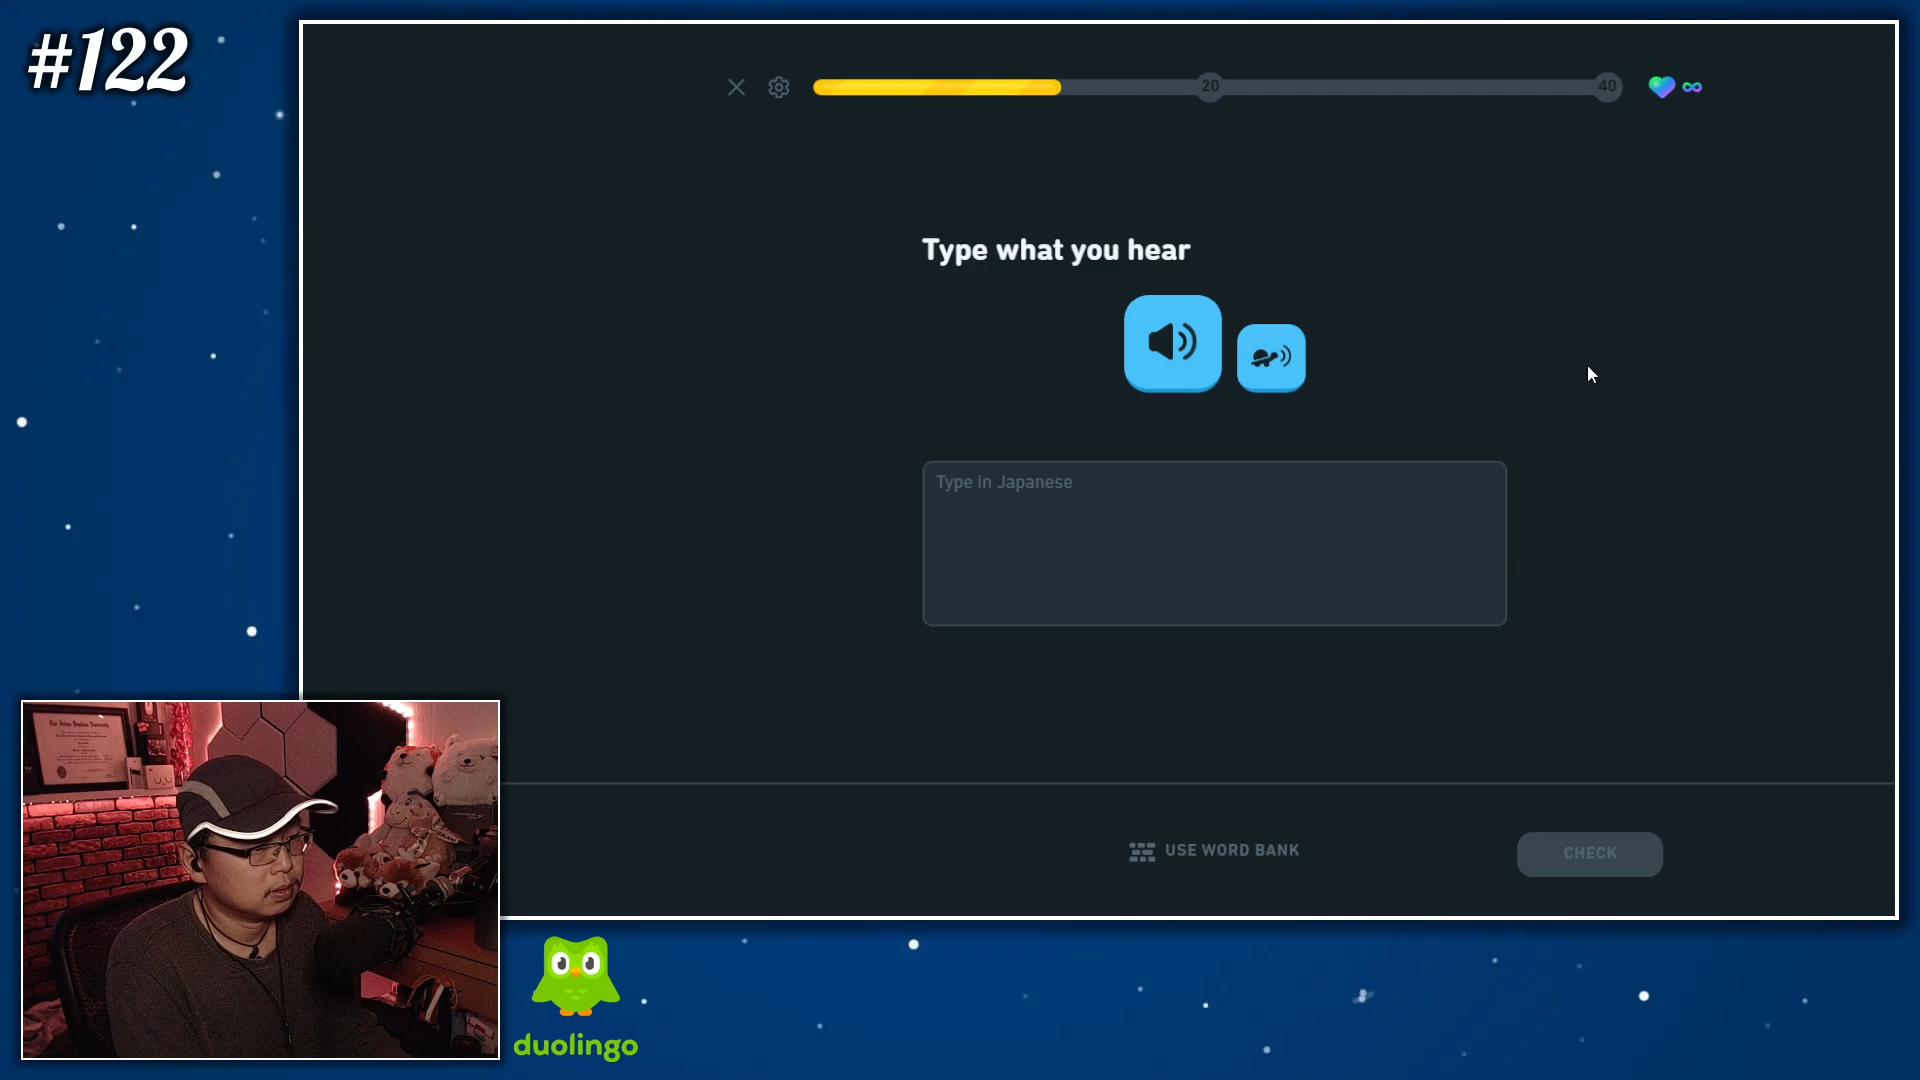 #122
20
40
Type what you hear
Type in Japanese
USE WORD BANK
CHECK
duolingo